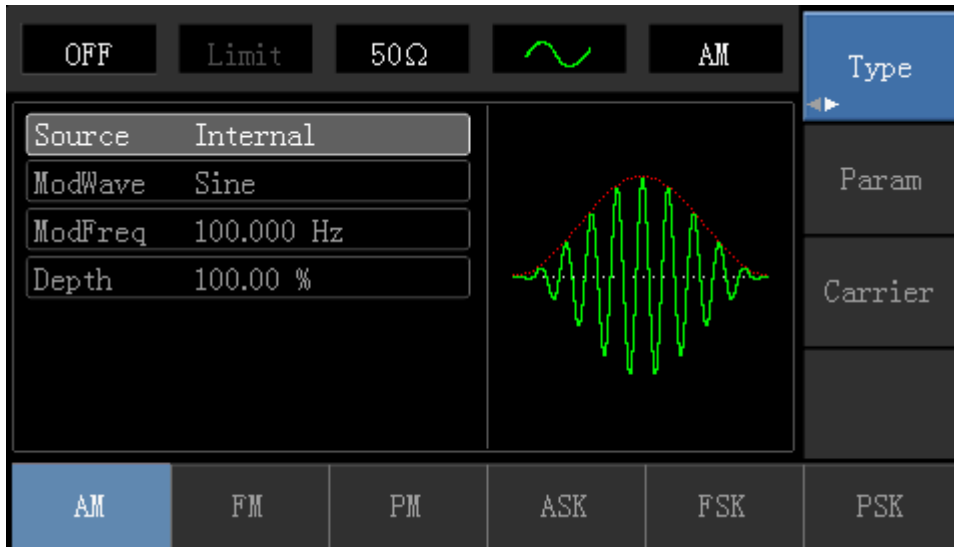 OFF Limit 50Ω AM
Type
Source Internal
ModWave Sine
ModFreq 100.000 Hz
Depth 100.00 %
Param
Carrier
AM FM PM ASK FSK PSK